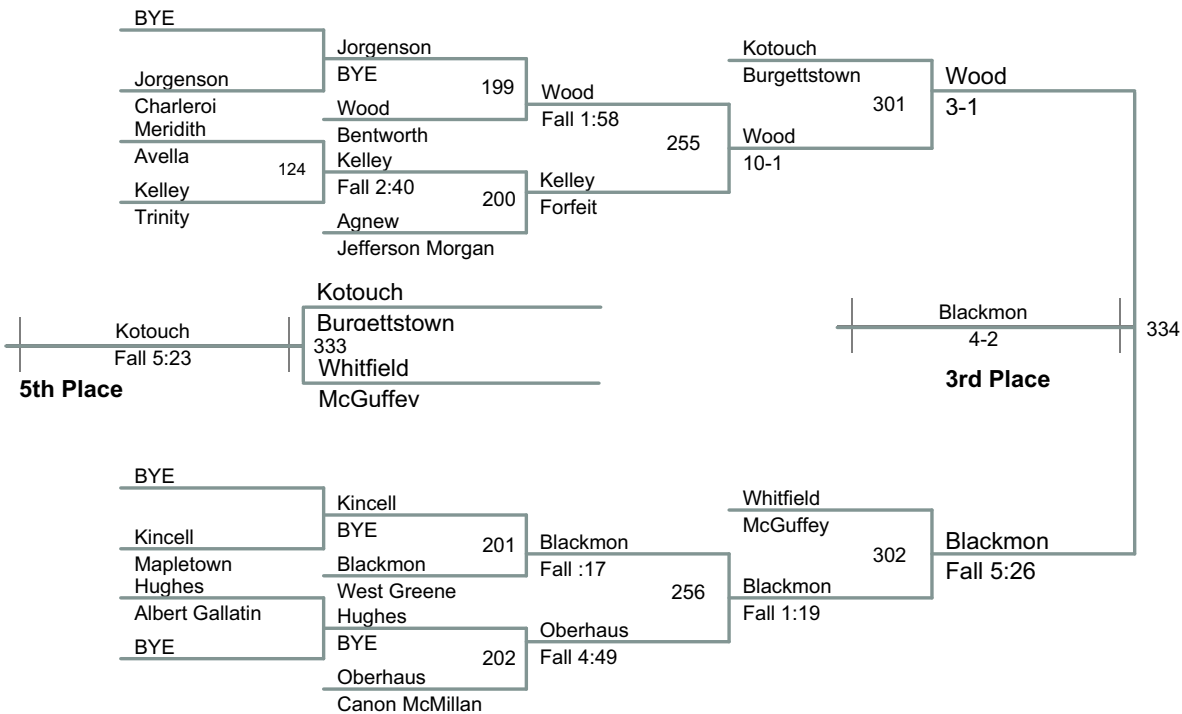 BYE
Jorgenson
Charleroi
Meridith
Avella
124
Kelley
Trinity
Jorgenson
BYE
199
Wood
Bentworth
Kelley
Fall 2:40
200
Agnew
Jefferson Morgan
Wood
Fall 1:58
255
Kelley
Forfeit
Kotouch
Burgettstown
301
Wood
10-1
Wood
3-1
Kotouch
Fall 5:23
5th Place
Kotouch
Burgettstown
333
Whitfield
McGuffey
Blackmon
4-2
3rd Place
334
BYE
Kincell
Mapletown
Hughes
Albert Gallatin
BYE
Kincell
BYE
201
Blackmon
West Greene
Hughes
BYE
202
Oberhaus
Canon McMillan
Blackmon
Fall :17
256
Oberhaus
Fall 4:49
Whitfield
McGuffey
302
Blackmon
Fall 1:19
Blackmon
Fall 5:26